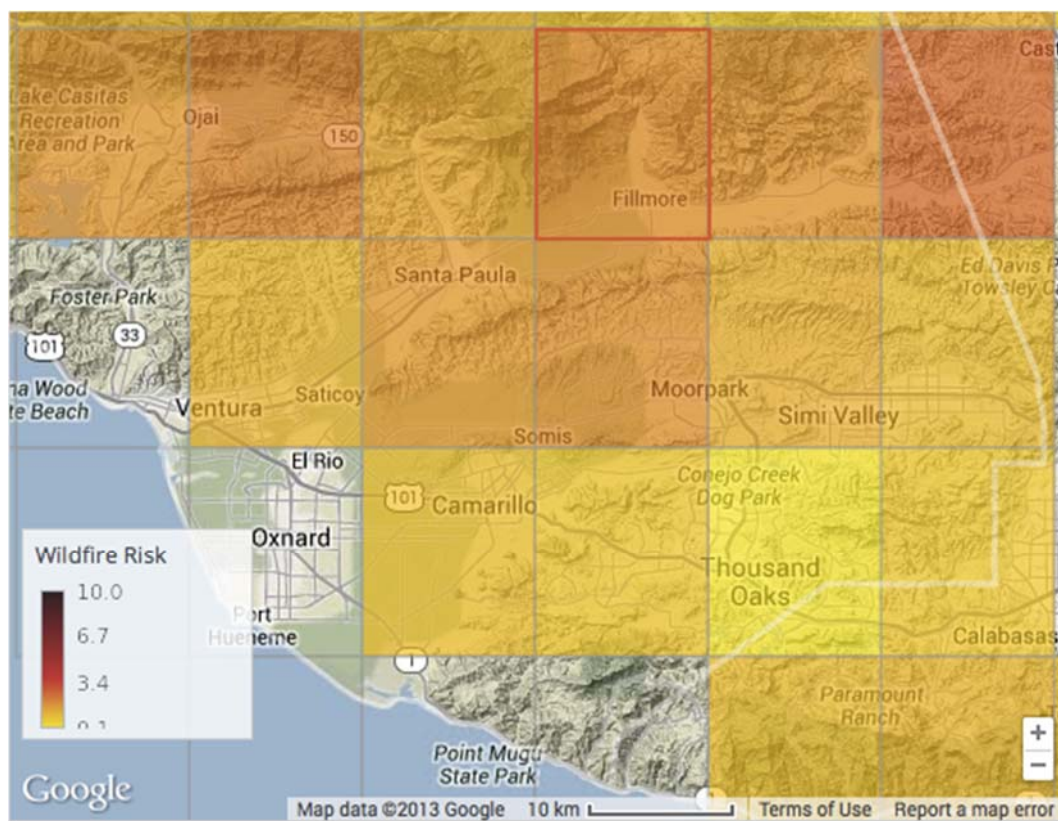 Cast
Lake Casitas
Recreation
Area and Park
Ojai
150
Fillmore
Santa Paula
Ed Davis P
Towsley Ca
Foster Park
33
101
na Wood
te Beach
Ventura
Saticoy
Moorpark
Simi Valley
Somis
El Rio
101
Camarillo
Conejo Creek
Dog Park
Oxnard
Thousand
Oaks
Wildfire Risk
10.0
6.7
3.4
0.1
Port
Hueneme
1
Calabasas
Paramount
Ranch
Point Mugu
State Park
+
−
Google
Map data ©2013 Google
10 km
Terms of Use
Report a map error